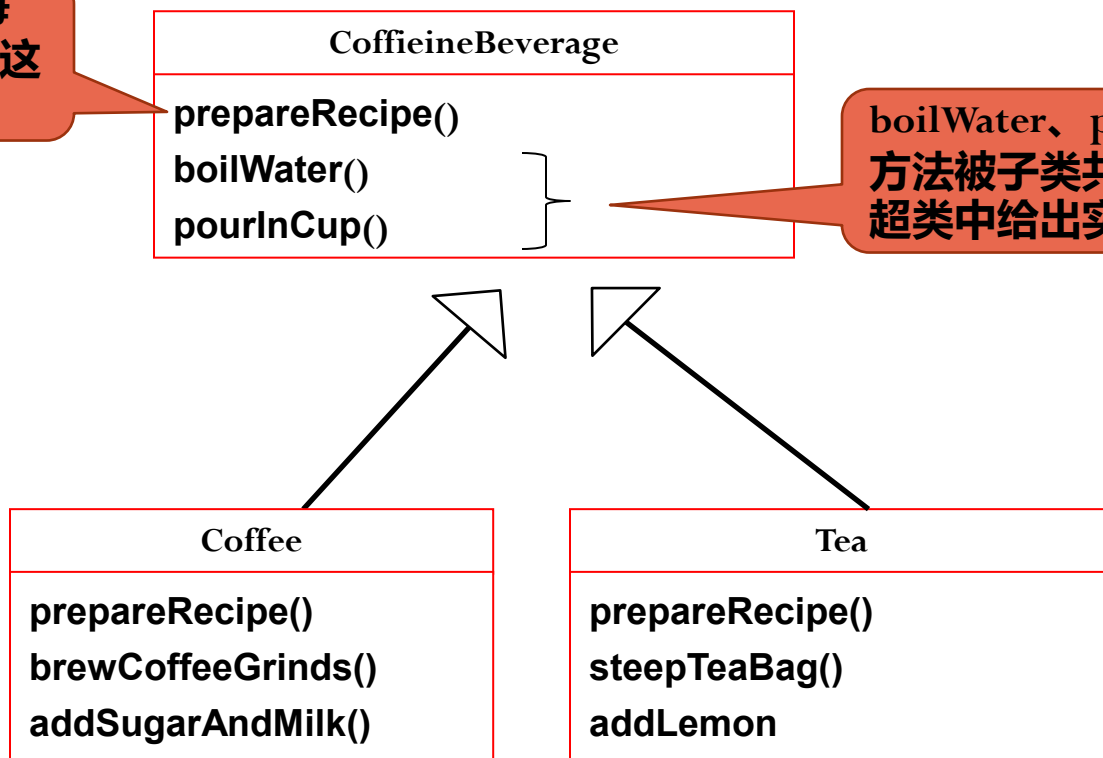 这
CoffieineBeverage
prepareRecipe()
boilWater()
pourInCup()
boilWater、
方法被子类
超类中给出
Coffee
prepareRecipe()
brewCoffeeGrinds()
addSugarAndMilk()
Tea
prepareRecipe()
steepTeaBag()
addLemon